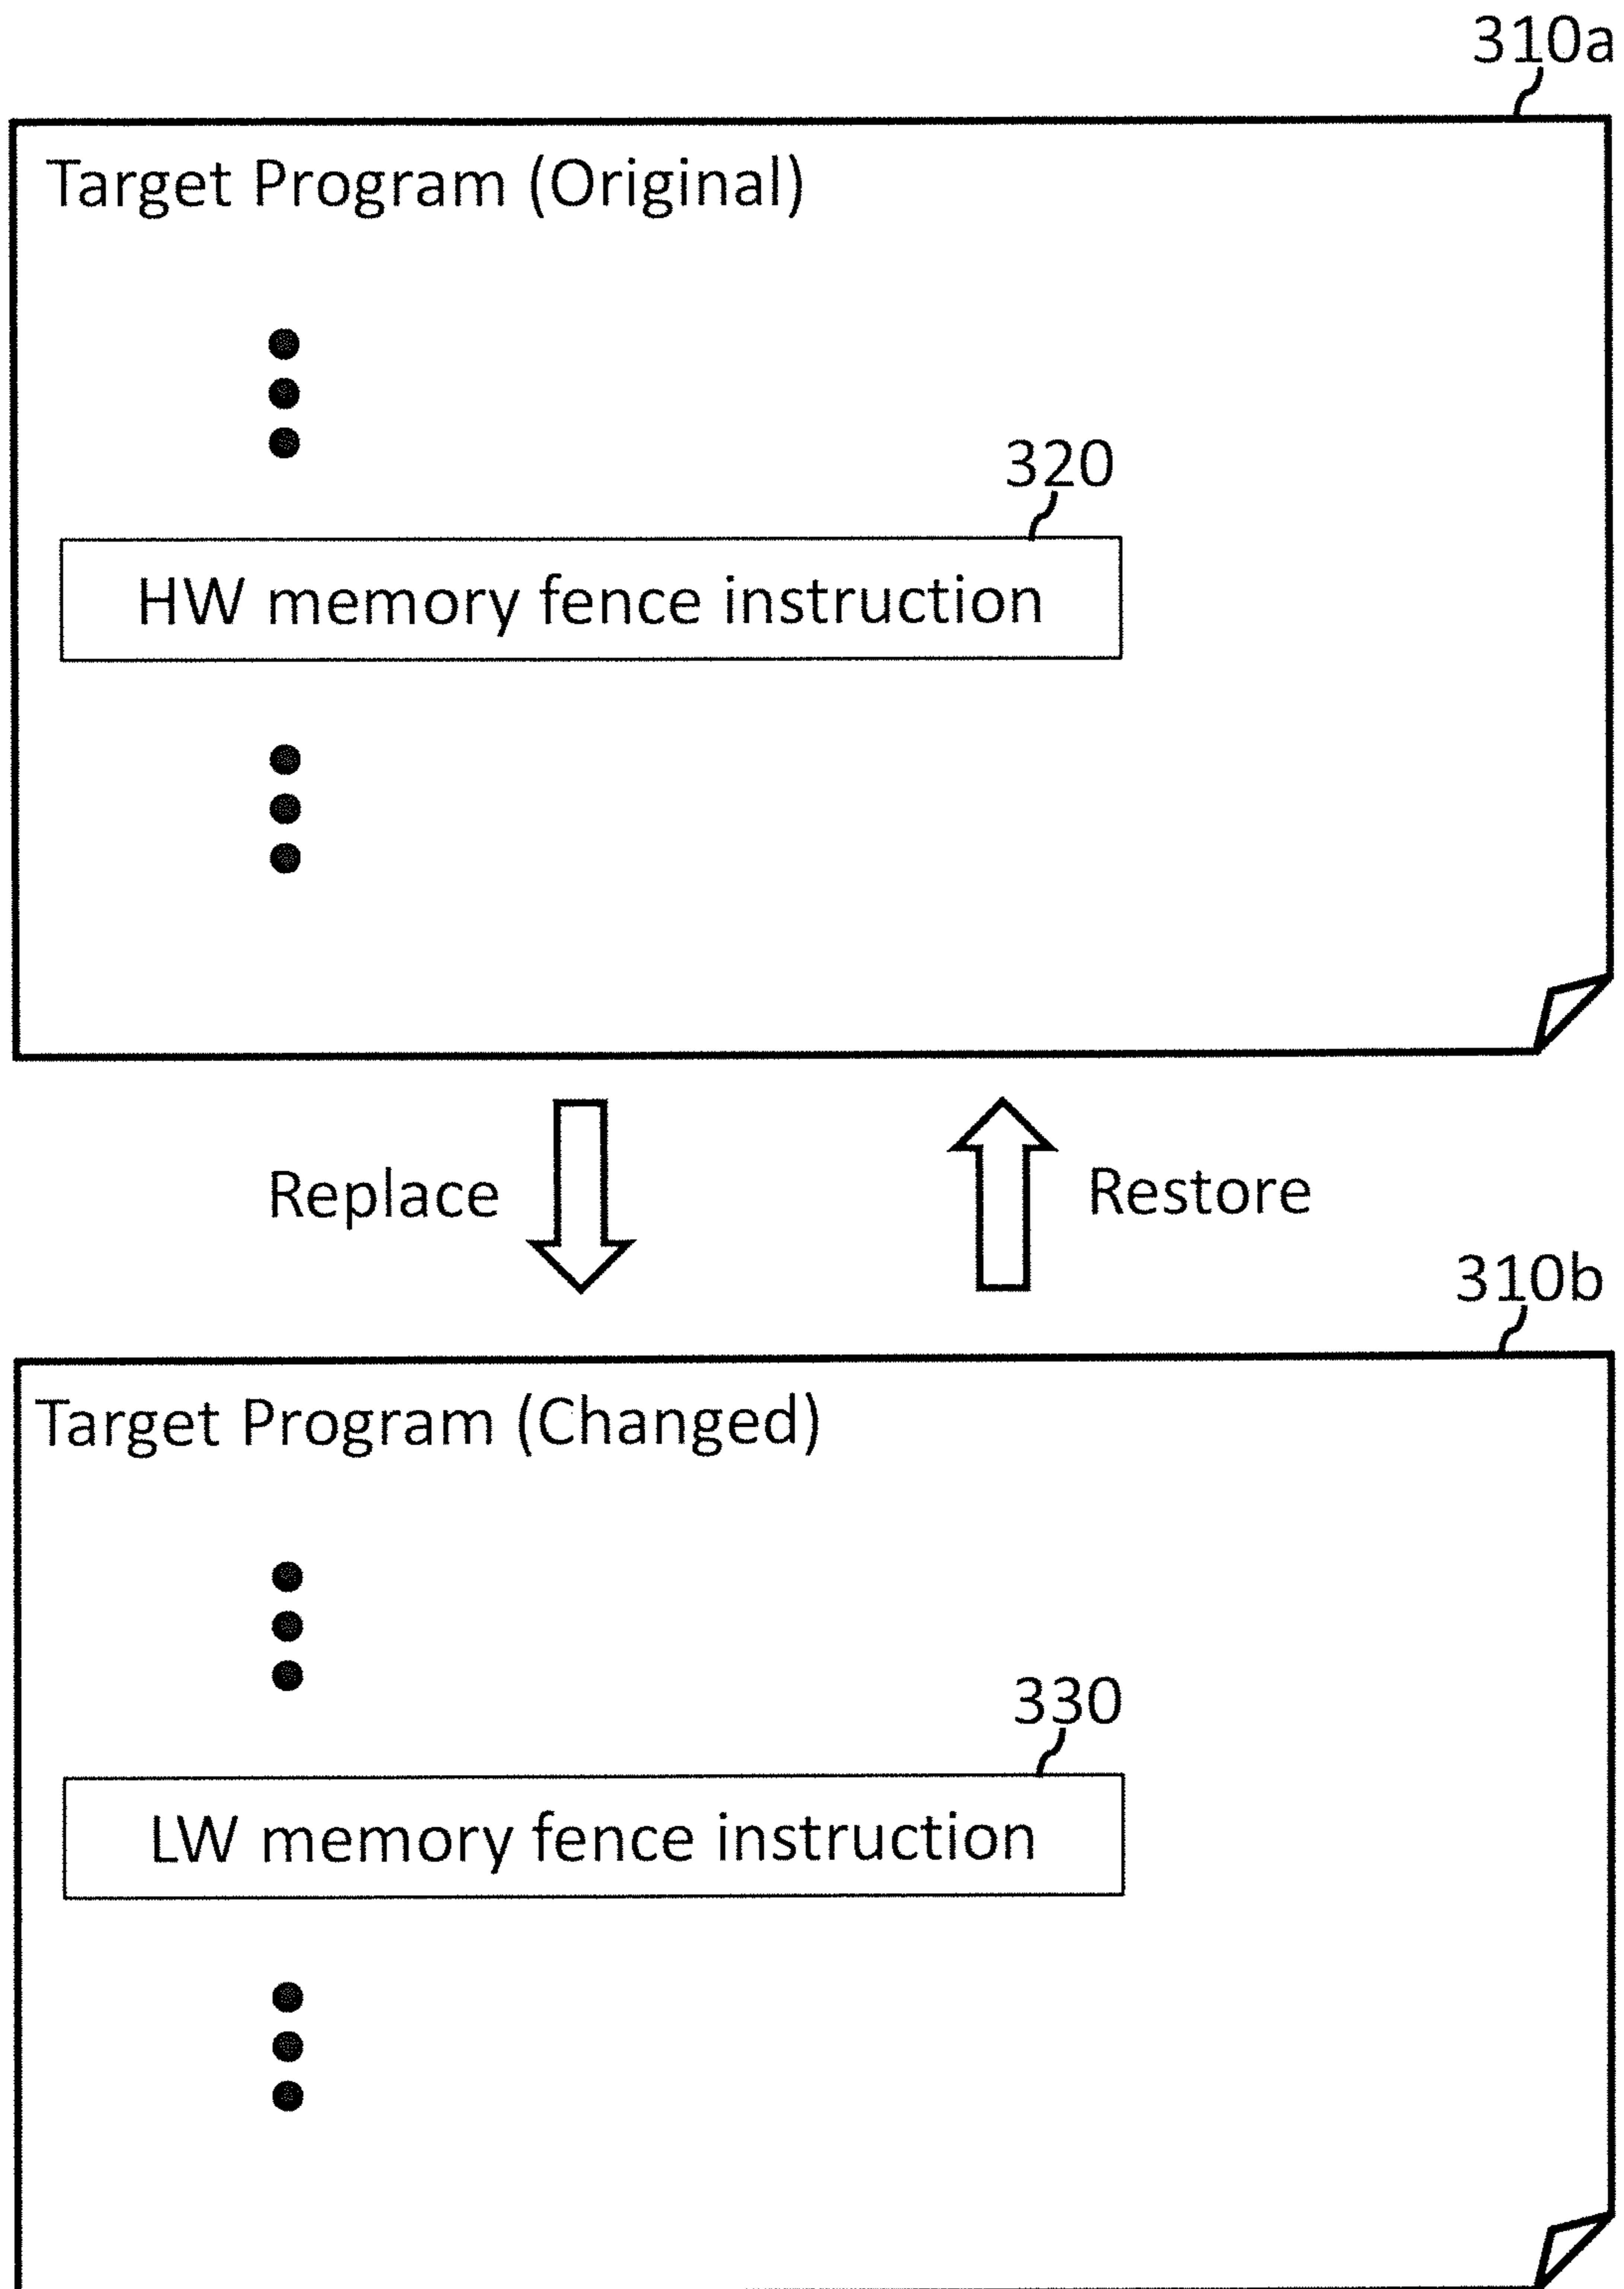 310a
Target Program (Original)
320
HW memory fence instruction
Replace
Restore
310b
Target Program (Changed)
330
LW memory fence instruction